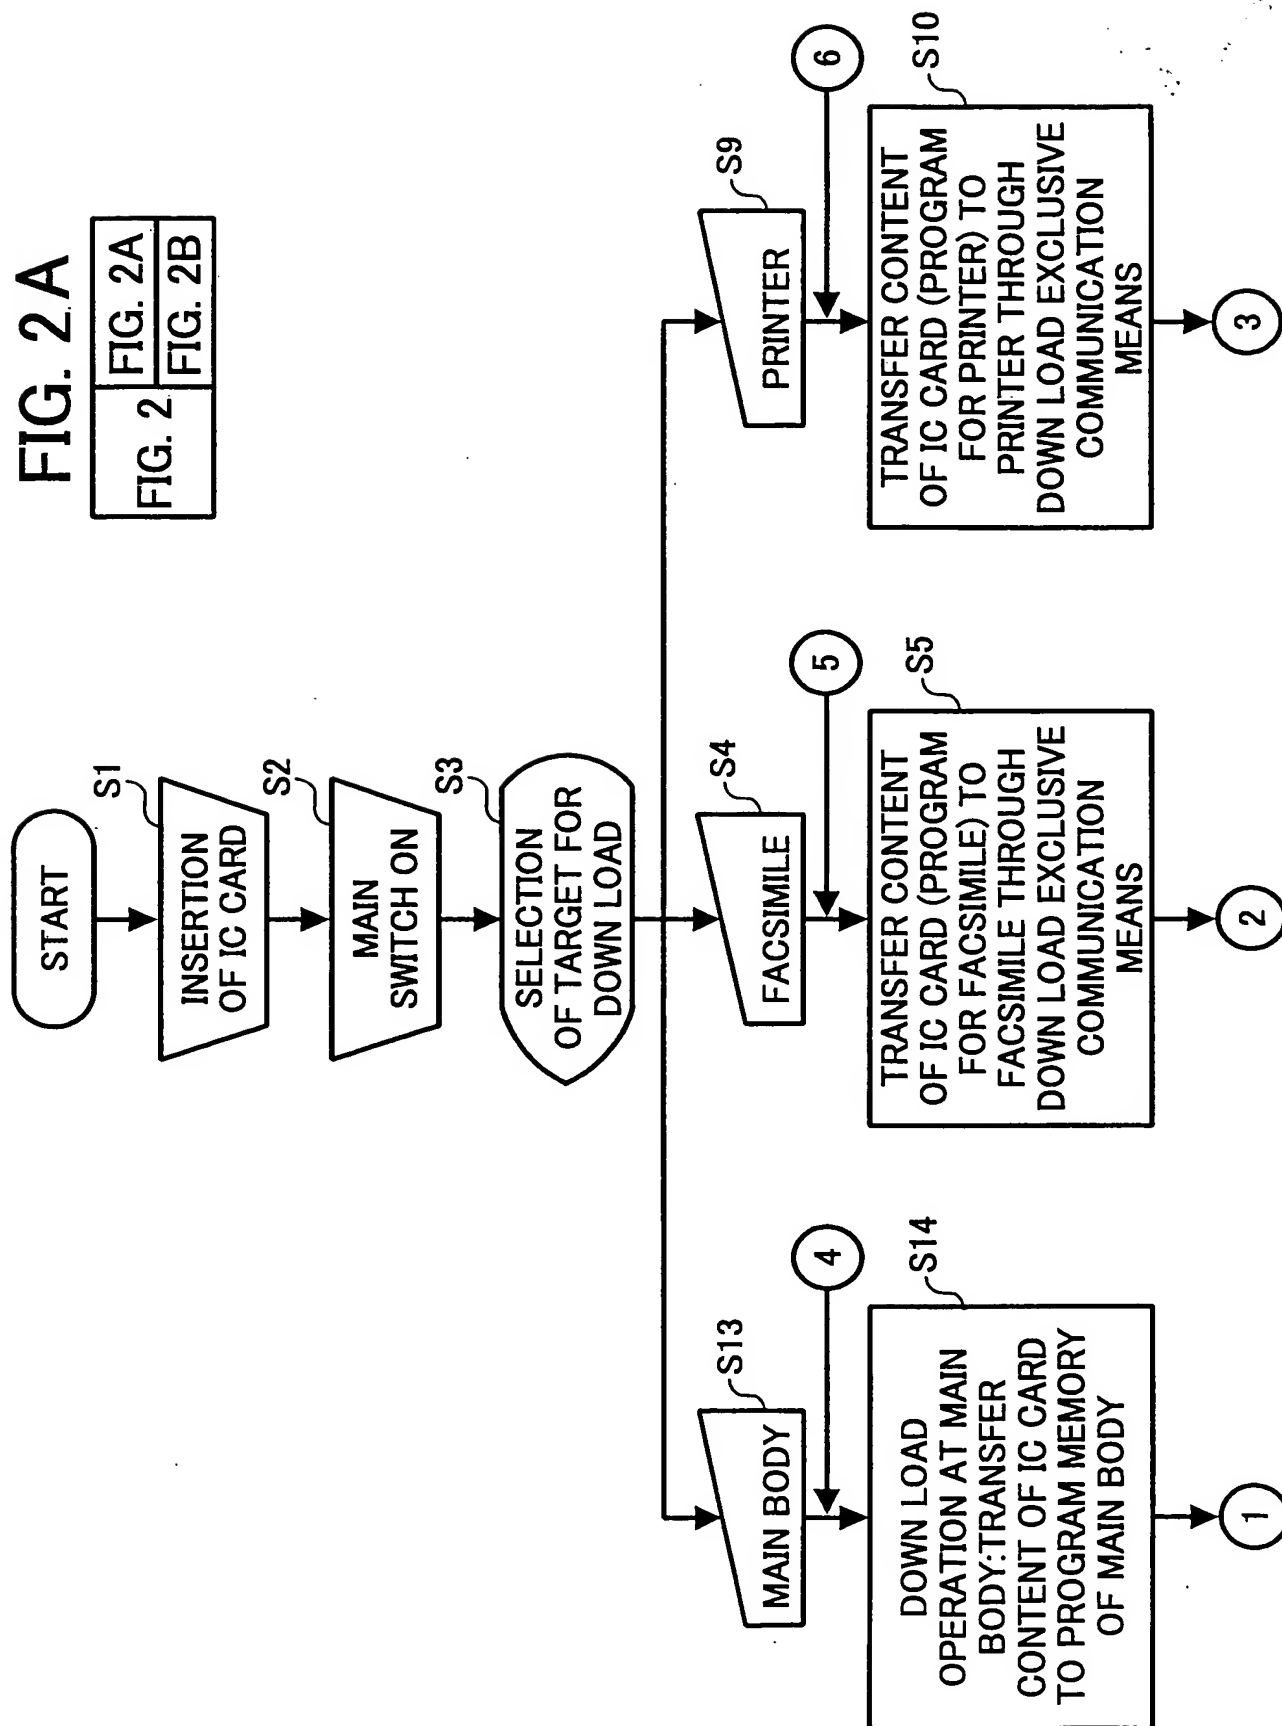 FIG. 2A
FIG. 2
FIG. 2A
FIG. 2B
START
S1
INSERTION
OF IC CARD
S2
MAIN
SWITCH ON
S3
SELECTION
OF TARGET FOR
DOWN LOAD
S13
MAIN BODY
4
S14
DOWN LOAD
OPERATION AT MAIN
BODY:TRANSFER
CONTENT OF IC CARD
TO PROGRAM MEMORY
OF MAIN BODY
1
S4
FACSIMILE
5
S5
TRANSFER CONTENT
OF IC CARD (PROGRAM
FOR FACSIMILE) TO
FACSIMILE THROUGH
DOWN LOAD EXCLUSIVE
COMMUNICATION
MEANS
2
S9
PRINTER
6
S10
TRANSFER CONTENT
OF IC CARD (PROGRAM
FOR PRINTER) TO
PRINTER THROUGH
DOWN LOAD EXCLUSIVE
COMMUNICATION
MEANS
3